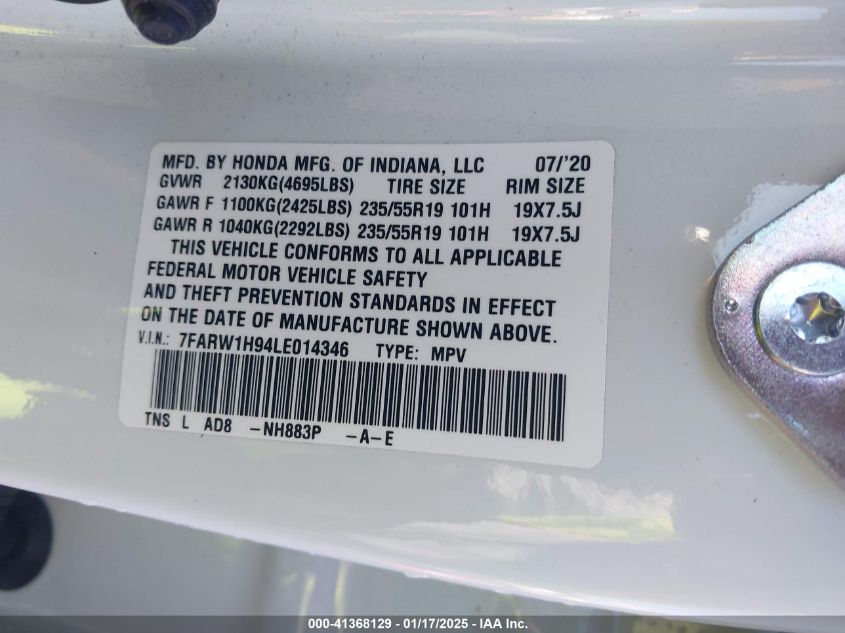 MFD. BY HONDA MFG. OF INDIANA, LLC 07/'20
GVWR 2130KG(4695LBS) TIRE SIZE RIM SIZE
GAWR F 1100KG(2425LBS) 235/55R19 101H 19X7.5J
GAWR R 1040KG(2292LBS) 235/55R19 101H 19X7.5J
THIS VEHICLE CONFORMS TO ALL APPLICABLE
FEDERAL MOTOR VEHICLE SAFETY
AND THEFT PREVENTION STANDARDS IN EFFECT
ON THE DATE OF MANUFACTURE SHOWN ABOVE.
V.I.N.: 7FARW1H94LE014346 TYPE: MPV
TNS L AD8 -NH883P -A-E
000-41368129 - 01/17/2025 - IAA Inc.